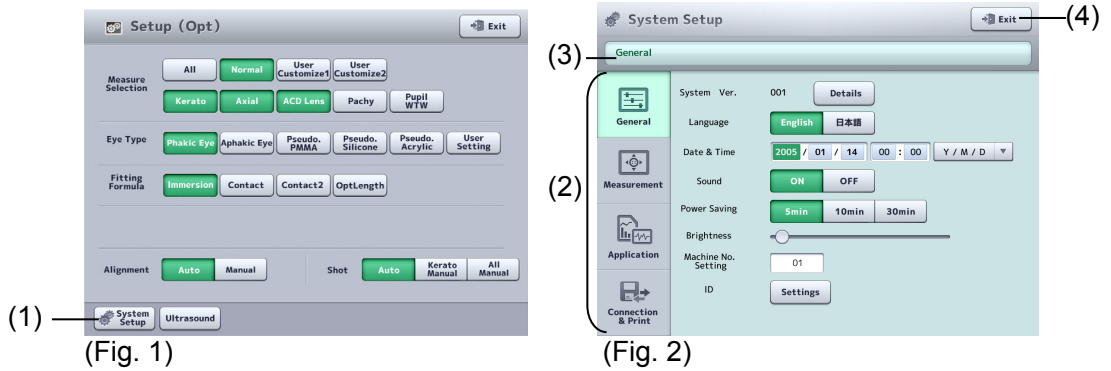 Setup (Opt)
Exit
Measure
Selection
All
Normal
User
Customize1
User
Customize2
Kerato
Axial
ACD Lens
Pachy
Pupil
WTW
Eye Type
Phakic Eye
Aphakic Eye
Pseudo.
PMMA
Pseudo.
Silicone
Pseudo.
Acrylic
User
Setting
Fitting
Formula
Immersion
Contact
Contact2
OptLength
Alignment
Auto
Manual
Shot
Auto
Kerato
Manual
All
Manual
(1)
System
Setup
Ultrasound
(Fig. 1)
System Setup
Exit
(4)
(3)
General
(2)
General
Measurement
Application
Connection
& Print
System Ver. 001 Details
Language English 日本語
Date & Time 2005 / 01 / 14 00 : 00 Y / M / D
Sound ON OFF
Power Saving 5min 10min 30min
Brightness
Machine No.
Setting
01
ID Settings
(Fig. 2)